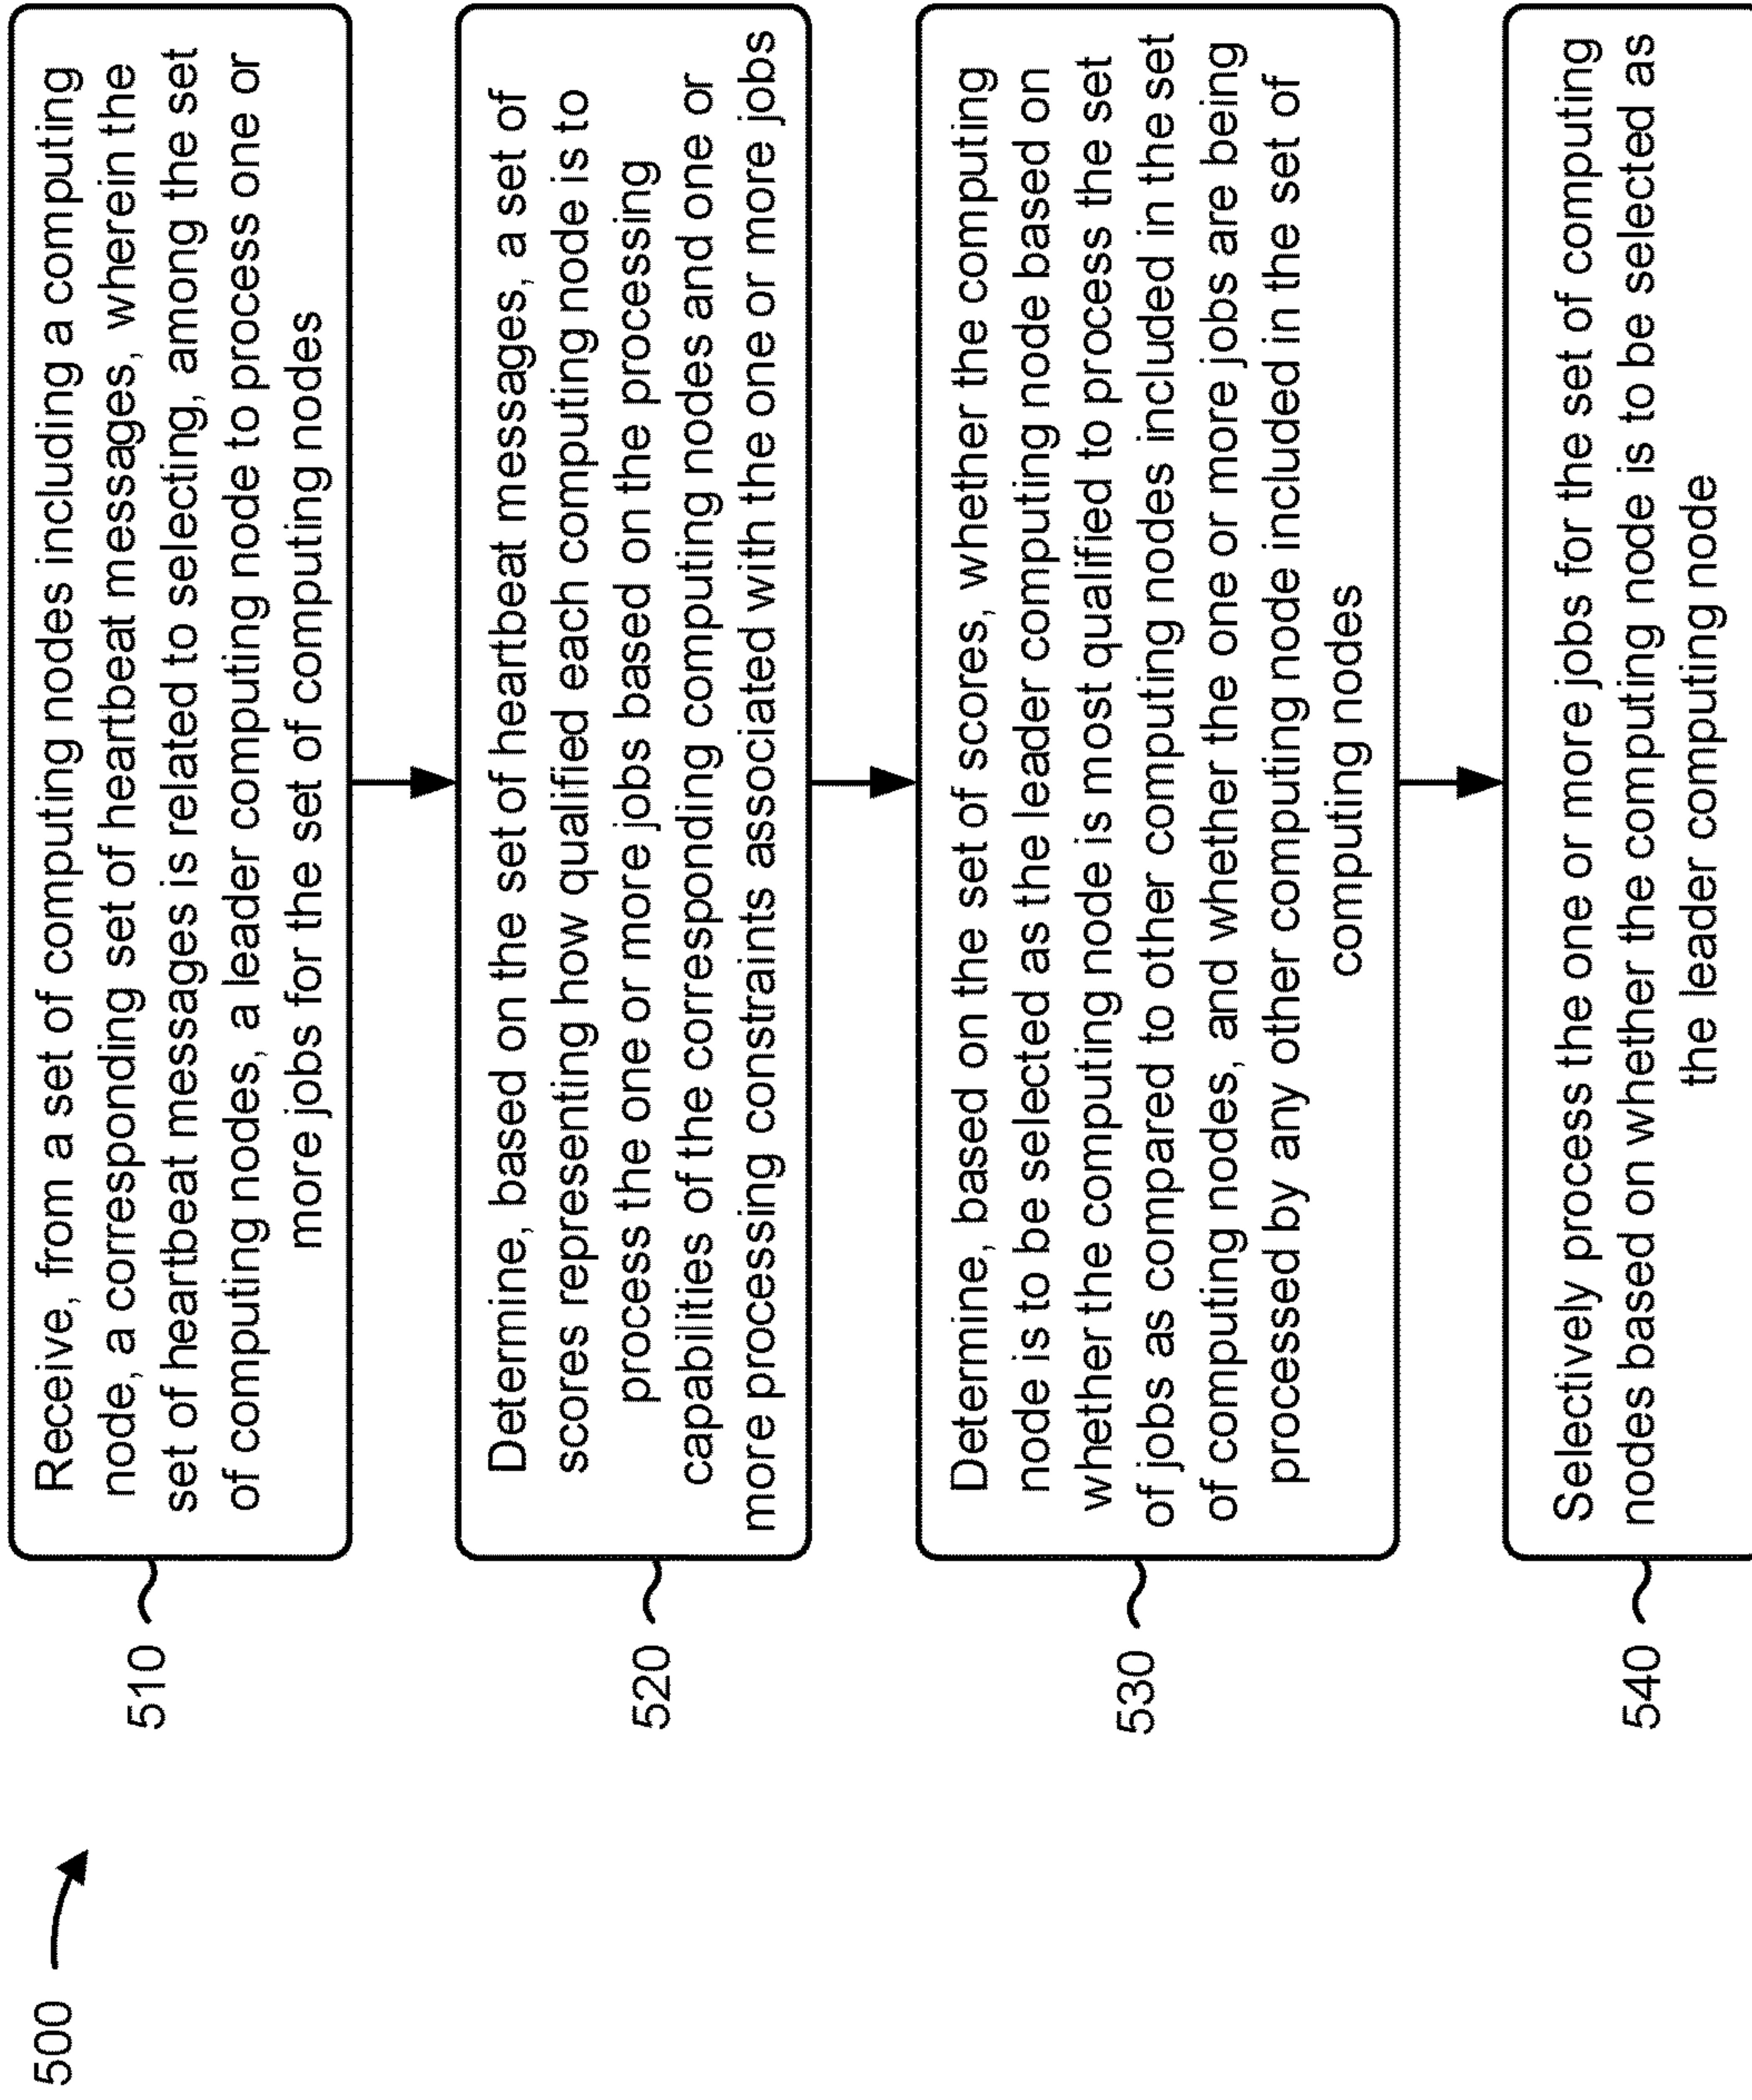 500
510
Receive, from a set of computing nodes including a computing
node, a corresponding set of heartbeat messages, wherein the
set of heartbeat messages is related to selecting, among the set
of computing nodes, a leader computing node to process one or
more jobs for the set of computing nodes
520
Determine, based on the set of heartbeat messages, a set of
scores representing how qualified each computing node is to
process the one or more jobs based on the processing
capabilities of the corresponding computing nodes and one or
more processing constraints associated with the one or more jobs
530
Determine, based on the set of scores, whether the computing
node is to be selected as the leader computing node based on
whether the computing node is most qualified to process the set
of jobs as compared to other computing nodes included in the set
of computing nodes, and whether the one or more jobs are being
processed by any other computing node included in the set of
computing nodes
540
Selectively process the one or more jobs for the set of computing
nodes based on whether the computing node is to be selected as
the leader computing node